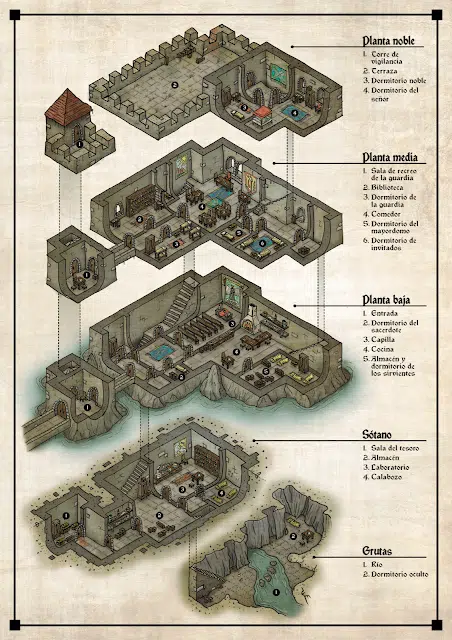 Planta noble
1. Torre de
vigilancia
2. Terraza
3. Dormitorio noble
4. Dormitorio del
señor
Planta media
1. Sala de recreo
de la guardia
2. Biblioteca
3. Dormitorio de
la guardia
4. Comedor
5. Dormitorio del
mayordomo
6. Dormitorio de
invitados
Planta baja
1. Entrada
2. Dormitorio del
sacerdote
3. Capilla
4. Cocina
5. Almacén y
dormitorio de
los sirvientes
Sótano
1. Sala del tesoro
2. Almacén
3. Laboratorio
4. Calabozo
Grutas
1. Río
2. Dormitorio oculto